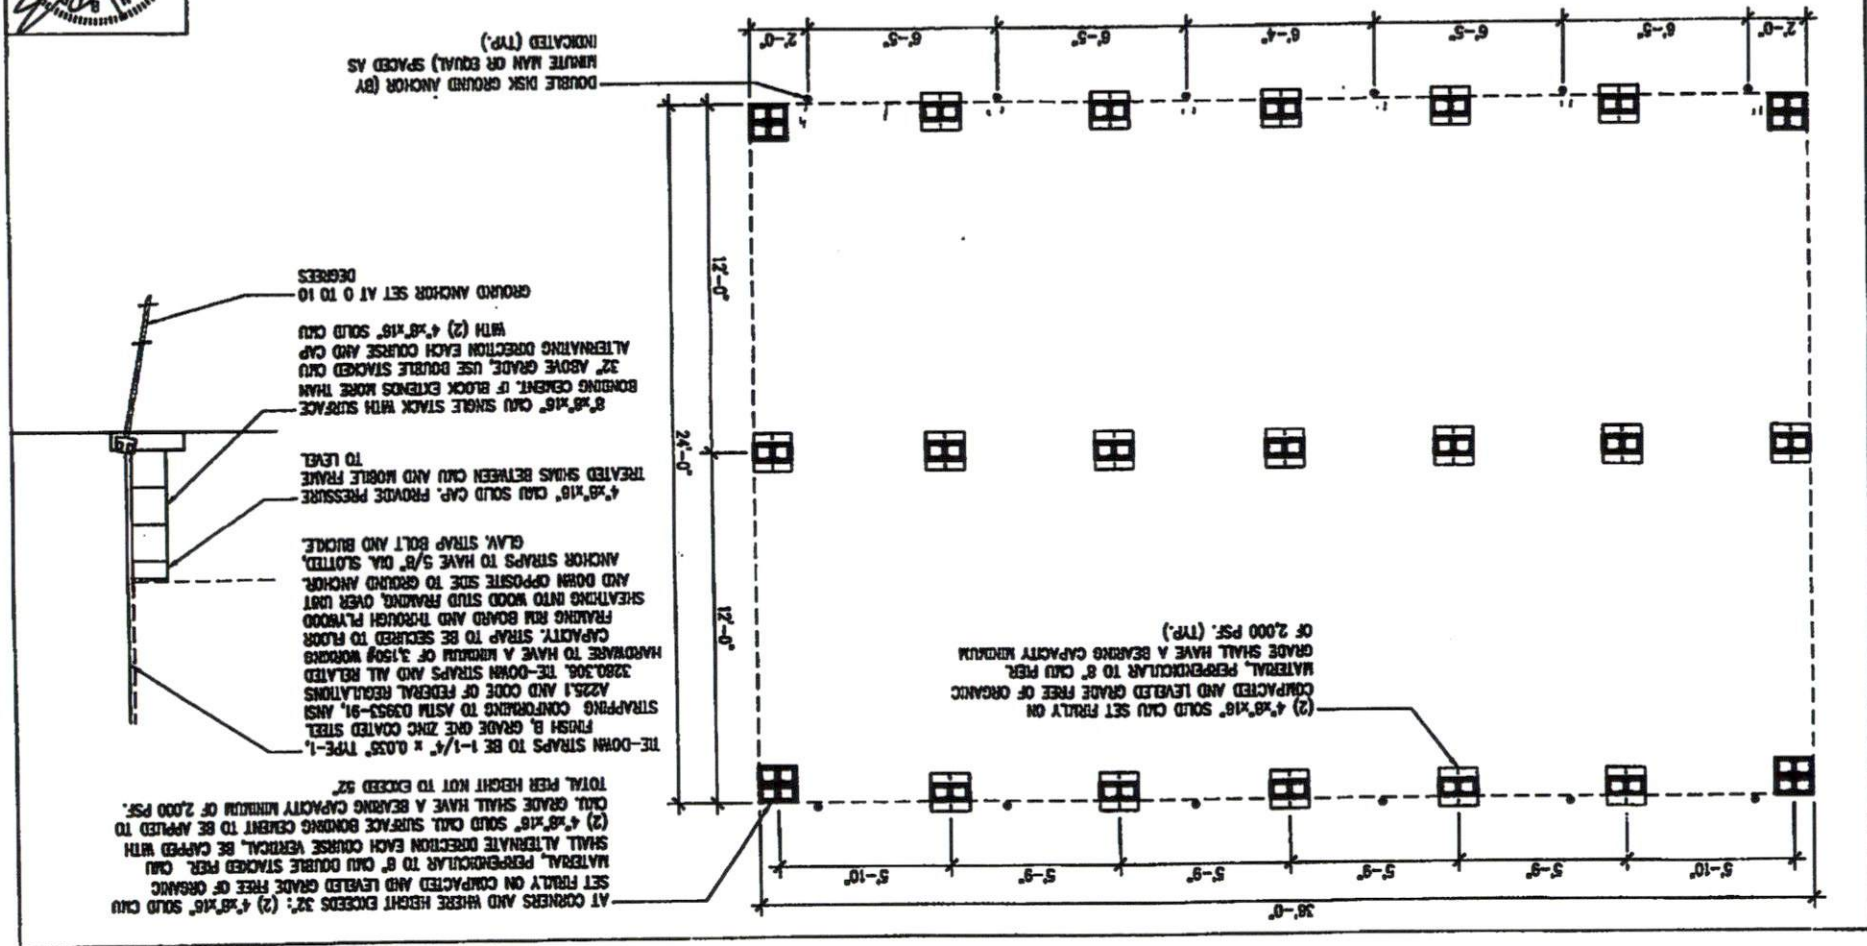 36'-0"
5'-10"
5'-9"
5'-9"
5'-9"
5'-9"
5'-10"
AT CORNERS AND WHERE HEIGHT EXCEEDS 32": (2) 4"x8"x16" SOLID CMU
SET FIRMLY ON COMPACTED AND LEVELED GRADE FREE OF ORGANIC
MATERIAL, PERPENDICULAR TO 8" CMU DOUBLE STACKED PIER. CMU
SHALL ALTERNATE DIRECTION EACH COURSE VERTICAL, BE CAPPED WITH
(2) 4"x8"x16" SOLID CMU. SURFACE BONDING CEMENT TO BE APPLIED TO
CMU. GRADE SHALL HAVE A BEARING CAPACITY MINIMUM OF 2,000 PSF.
TOTAL PIER HEIGHT NOT TO EXCEED 52"
(2) 4"x8"x16" SOLID CMU SET FIRMLY ON
COMPACTED AND LEVELED GRADE FREE OF ORGANIC
MATERIAL, PERPENDICULAR TO 8" CMU PIER.
GRADE SHALL HAVE A BEARING CAPACITY MINIMUM
OF 2,000 PSF. (TYP.)
12'-0"
24'-0"
12'-0"
TIE-DOWN STRAPS TO BE 1-1/4" x 0.035" TYPE-1,
FINISH B, GRADE ONE ZINC COATED STEEL
STRAPPING CONFORMING TO ASTM D3953-91, ANSI
A225.1 AND CODE OF FEDERAL REGULATIONS
3280.306. TIE-DOWN STRAPS AND ALL RELATED
HARDWARE TO HAVE A MINIMUM OF 3,150# WORKING
CAPACITY. STRAP TO BE SECURED TO FLOOR
FRAMING RIM BOARD AND THROUGH PLYWOOD
SHEATHING INTO WOOD STUD FRAMING, OVER UNIT
AND DOWN OPPOSITE SIDE TO GROUND ANCHOR.
ANCHOR STRAPS TO HAVE 5/8" DIA. SLOTTED,
GLAV. STRAP BOLT AND BUCKLE.
4"x8"x16" CMU SOLID CAP. PROVIDE PRESSURE
TREATED SHIMS BETWEEN CMU AND MOBILE FRAME
TO LEVEL
8"x8"x16" CMU SINGLE STACK WITH SURFACE
BONDING CEMENT. IF BLOCK EXTENDS MORE THAN
32" ABOVE GRADE, USE DOUBLE STACKED CMU
ALTERNATING DIRECTION EACH COURSE AND CAP
WITH (2) 4"x8"x16" SOLID CMU
GROUND ANCHOR SET AT 0 TO 10
DEGREES
DOUBLE DISK GROUND ANCHOR (BY
MINUTE MAN OR EQUAL) SPACED AS
INDICATED (TYP.)
2'-0"
6'-5"
6'-5"
6'-4"
6'-5"
6'-5"
2'-0"